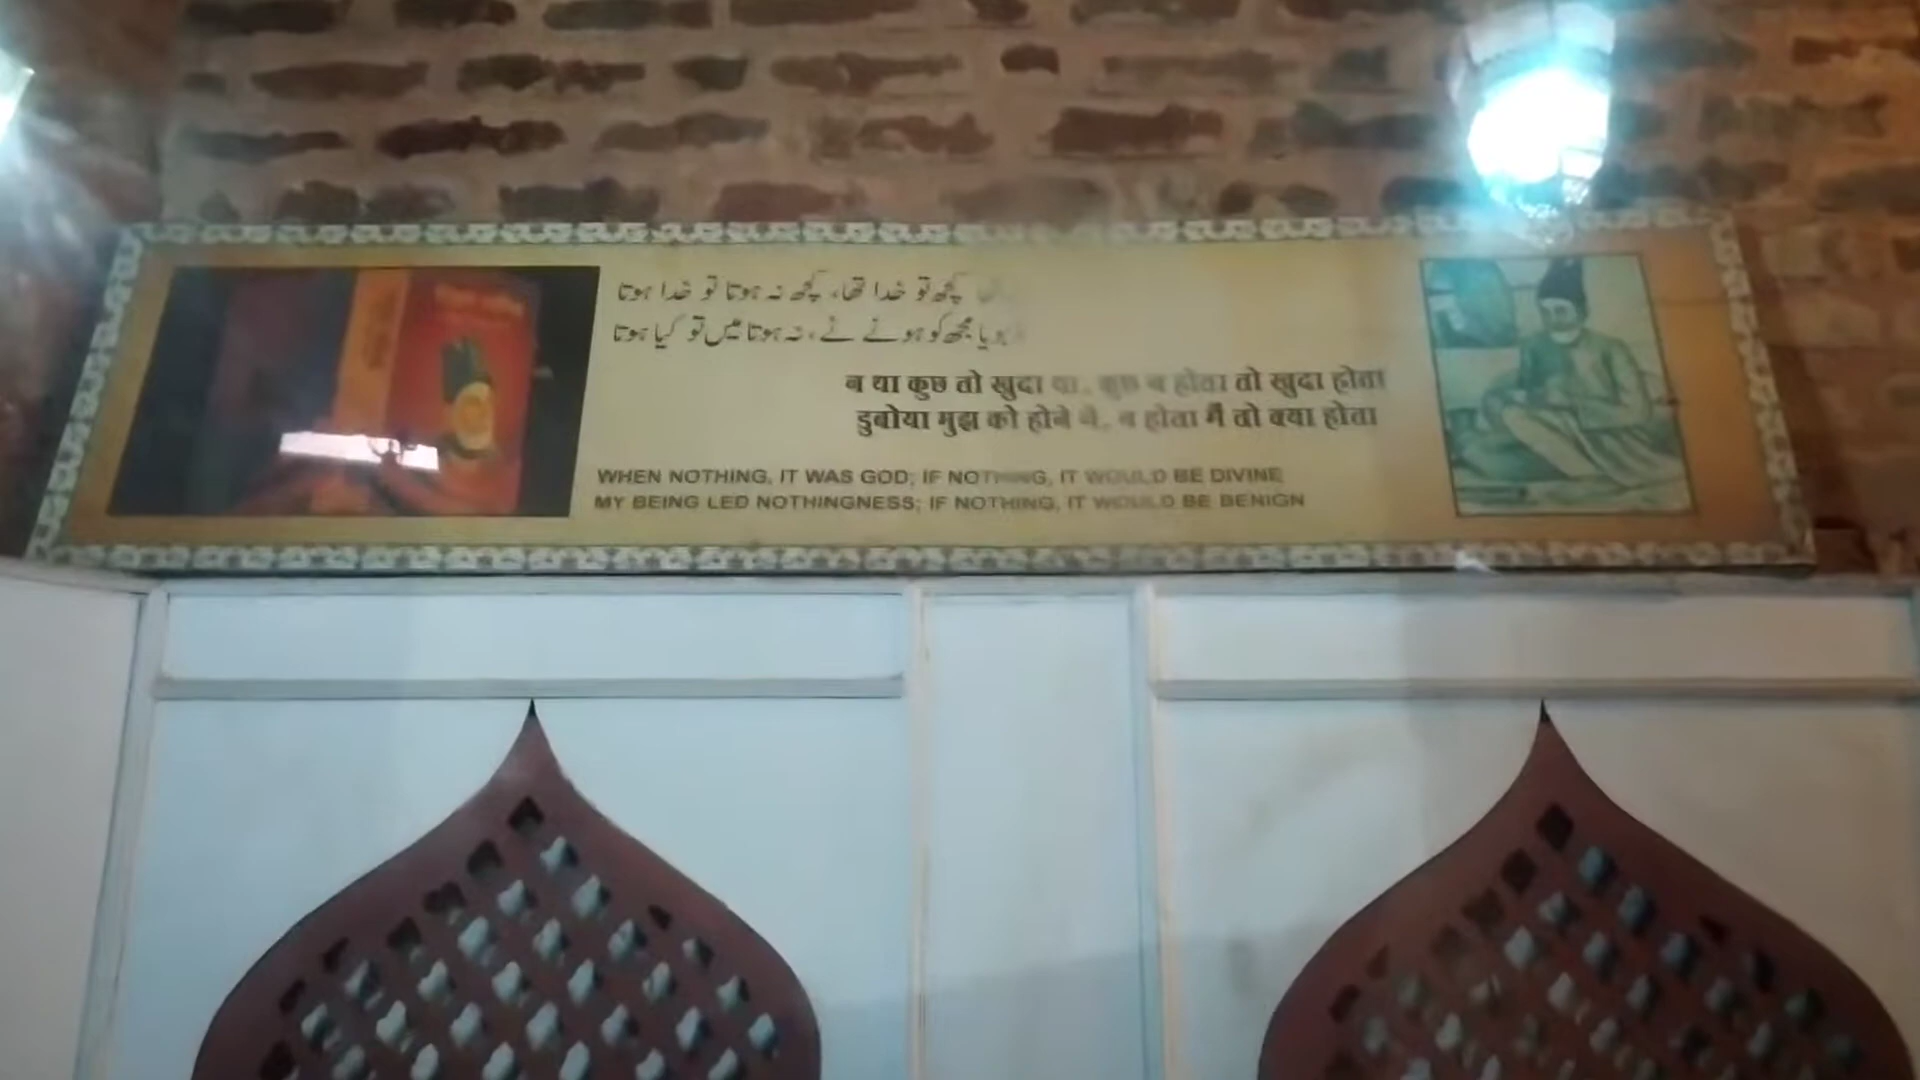 کچھ تو خدا تھا، کچھ نہ ہوتا تو خدا ہوتا
ڈبویا مجھ کو ہونے نے، نہ ہوتا میں تو کیا ہوتا
न था कुछ तो खुदा था, कुछ न होता तो खुदा होता
डुबोया मुझ को होने ने, न होता मैं तो क्या होता
WHEN NOTHING, IT WAS GOD; IF NOTHING, IT WOULD BE DIVINE
MY BEING LED NOTHINGNESS; IF NOTHING, IT WOULD BE BENIGN